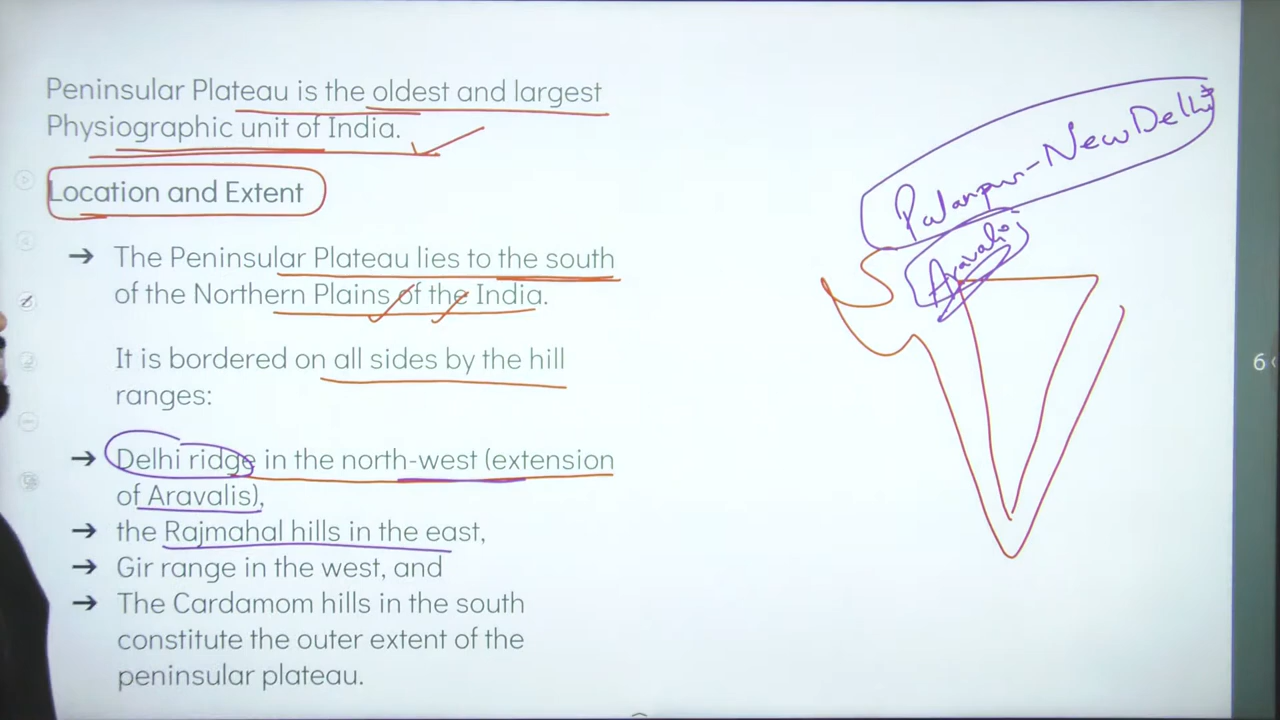 Peninsular Plateau is the oldest and largest
Physiographic unit of India.
Location and Extent
→ The Peninsular Plateau lies to the south
of the Northern Plains of the India.
It is bordered on all sides by the hill
ranges:
→ Delhi ridge in the north-west (extension
of Aravalis),
→ the Rajmahal hills in the east,
→ Gir range in the west, and
→ The Cardamom hills in the south
constitute the outer extent of the
peninsular plateau.
Palanpur-New Delhi
Aravalis
6